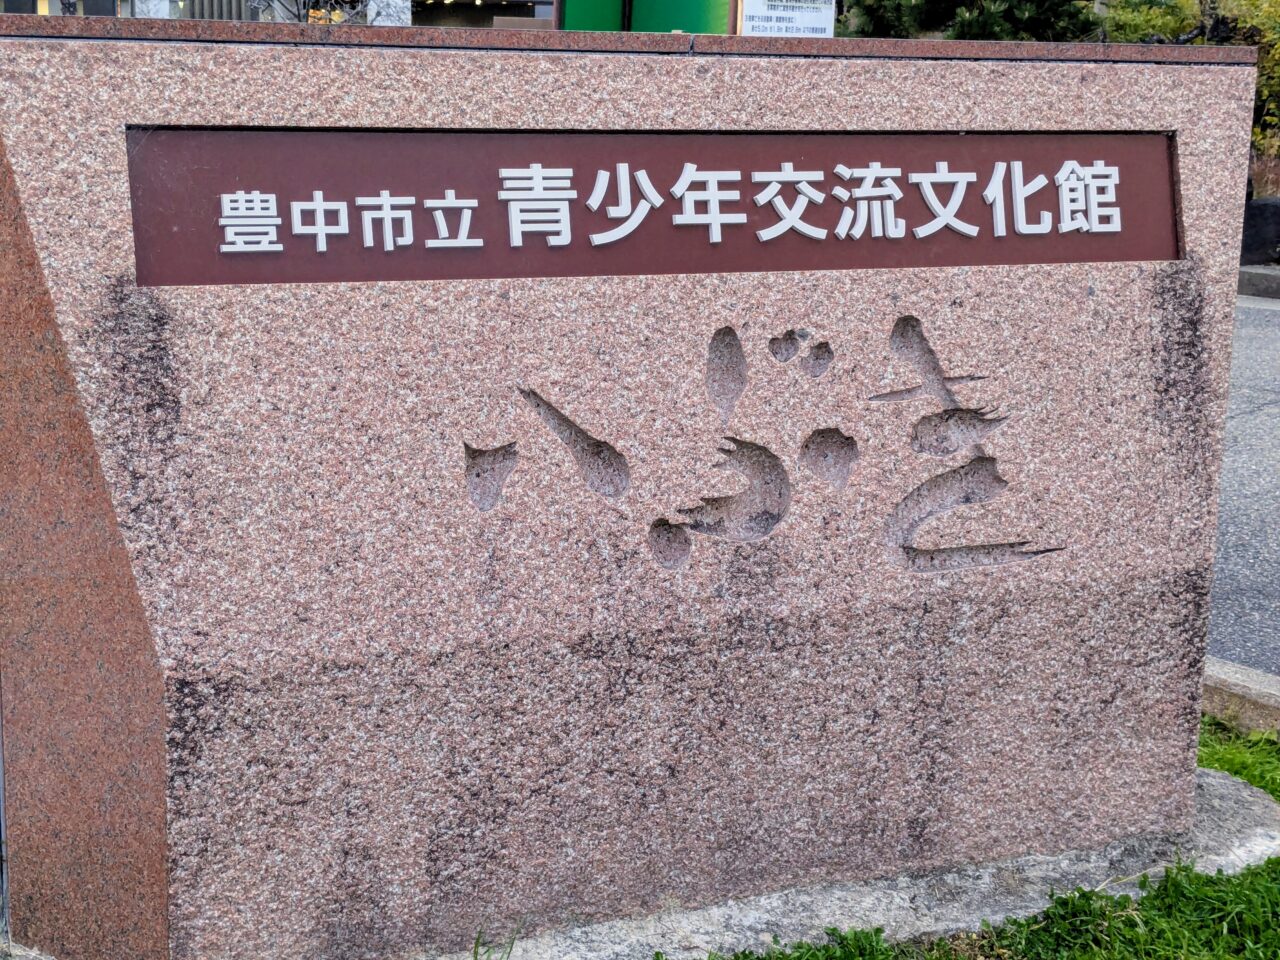 豊中市立青少年交流文化館
いぶき